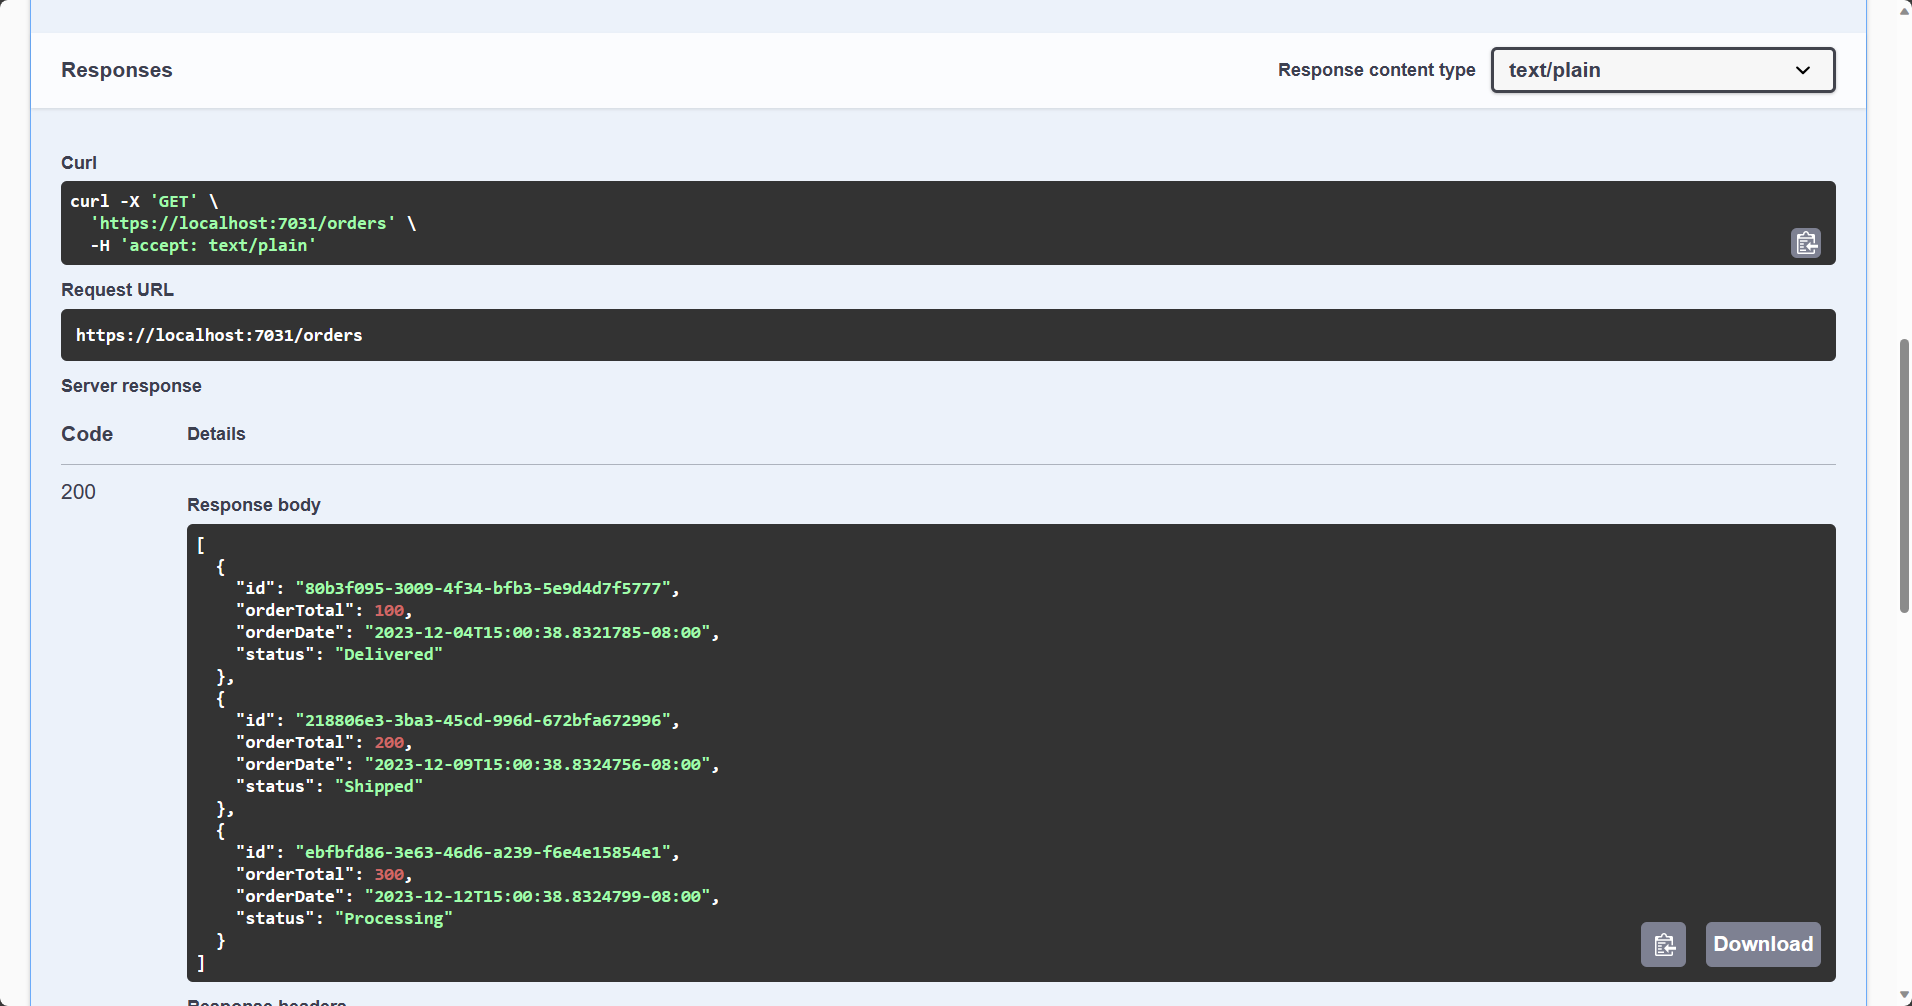 Responses
Response content type
text/plain
Curl
curl -X 'GET' \
  'https://localhost:7031/orders' \
  -H 'accept: text/plain'
Request URL
https://localhost:7031/orders
Server response
Code Details
200
Response body
[
  {
    "id": "80b3f095-3009-4f34-bfb3-5e9d4d7f5777",
    "orderTotal": 100,
    "orderDate": "2023-12-04T15:00:38.8321785-08:00",
    "status": "Delivered"
  },
  {
    "id": "218806e3-3ba3-45cd-996d-672bfa672996",
    "orderTotal": 200,
    "orderDate": "2023-12-09T15:00:38.8324756-08:00",
    "status": "Shipped"
  },
  {
    "id": "ebfbfd86-3e63-46d6-a239-f6e4e15854e1",
    "orderTotal": 300,
    "orderDate": "2023-12-12T15:00:38.8324799-08:00",
    "status": "Processing"
  }
]
Download
Response headers